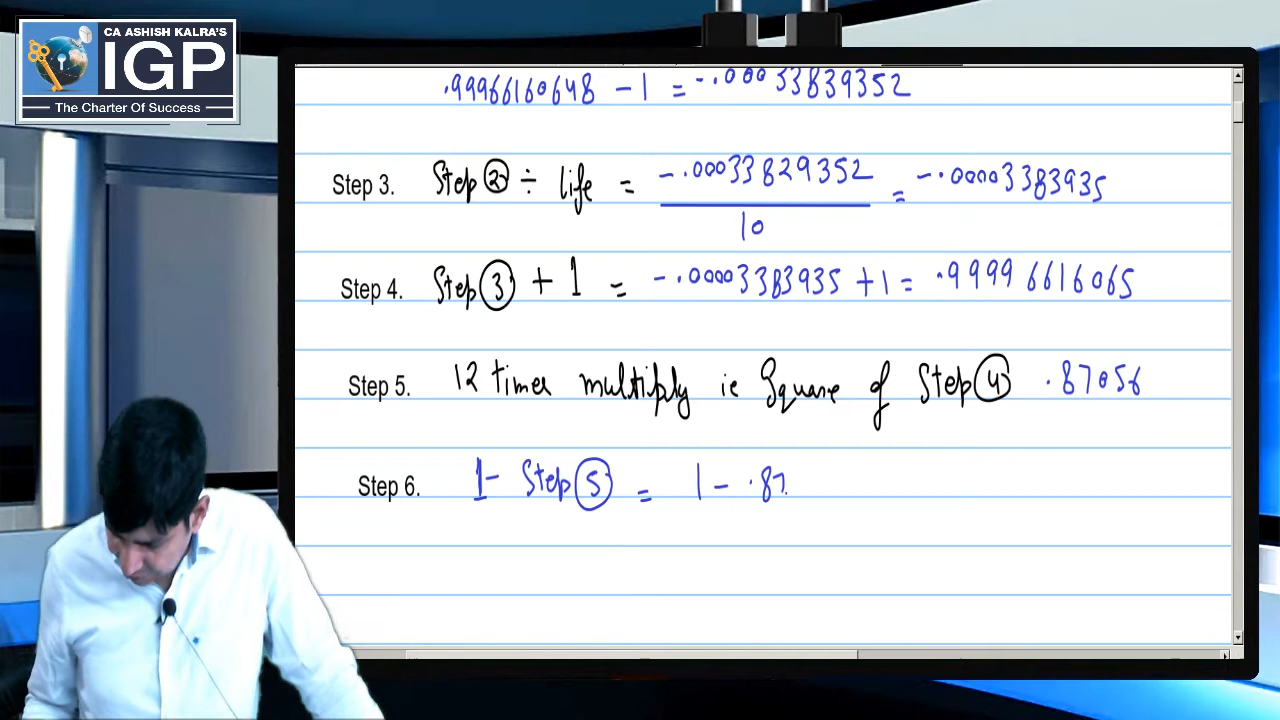 CA ASHISH KALRA'S
IGP
The Charter Of Success
.99966160648 - 1 = -.00033839352
Step 3. Step ② ÷ life = -.00033829352 / 10 = -.00003383935
Step 4. Step ③ + 1 = -.00003383935 + 1 = .99996616065
Step 5. 12 times multiply ie Square of Step ④ .87056
Step 6. 1- Step ⑤ = 1 - .87